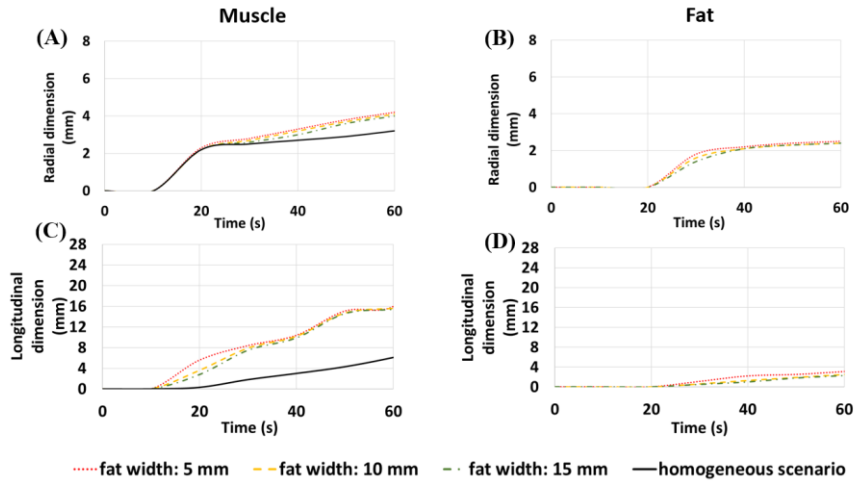 Muscle
Fat
(A)
Radial dimension
(mm)
8
6
4
2
0
0
20
40
60
Time (s)
(B)
Radial dimension
(mm)
8
6
4
2
0
0
20
40
60
Time (s)
(C)
Longitudinal
dimension
(mm)
28
24
20
16
12
8
4
0
0
20
40
60
Time (s)
(D)
Longitudinal
dimension
(mm)
28
24
20
16
12
8
4
0
0
20
40
60
Time (s)
fat width: 5 mm fat width: 10 mm fat width: 15 mm homogeneous scenario